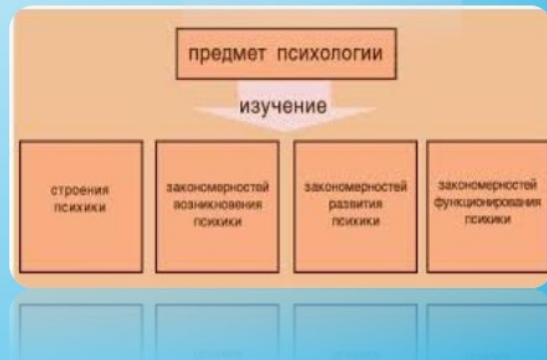 предмет психологии
изучение
строения
психики
закономерностей
возникновения
психики
закономерностей
развития
психики
закономерностей
функционирования
психики